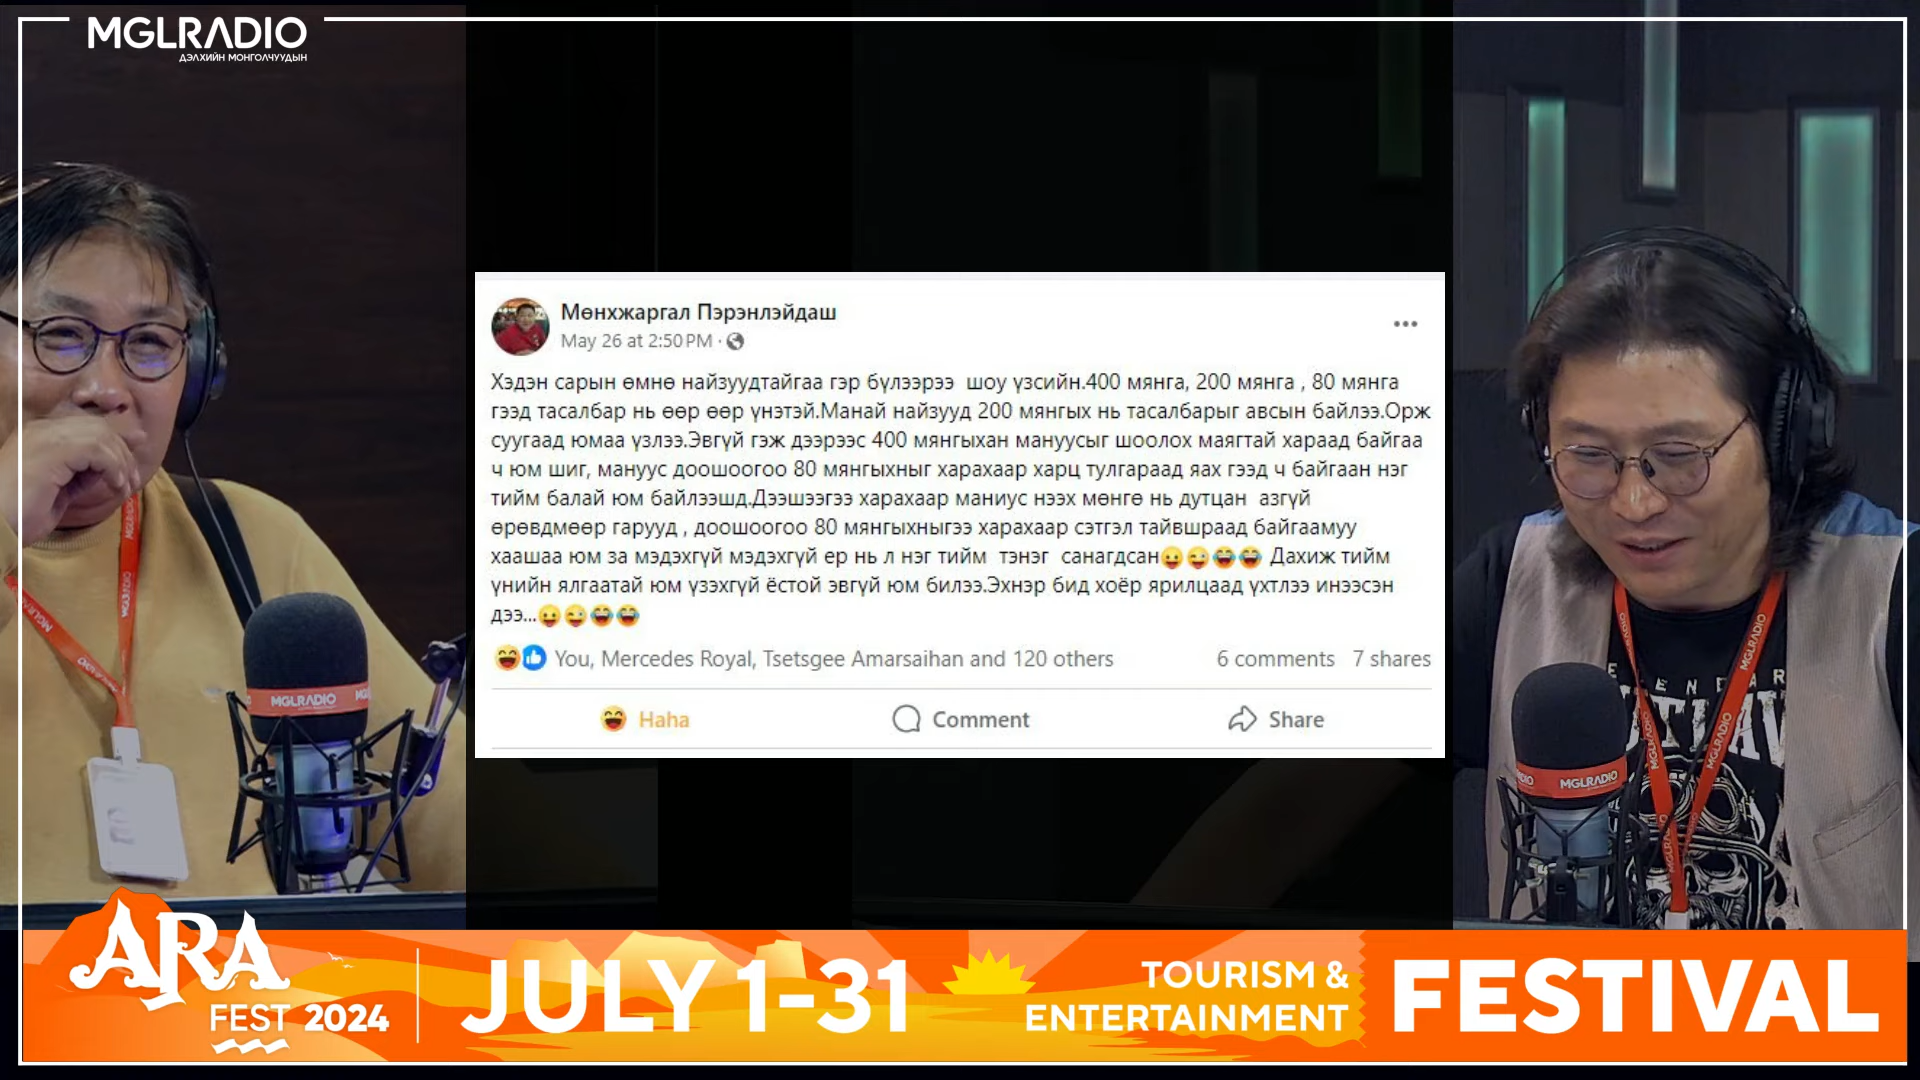 MGLRADIO
ДЭЛХИЙН МОНГОЛЧУУДЫН
Мөнхжаргал Пэрэнлэйдаш
May 26 at 2:50 PM ·
Хэдэн сарын өмнө найзуудтайгаа гэр бүлээрээ шоу үзсийн.400 мянга, 200 мянга , 80 мянга
гээд тасалбар нь өөр өөр үнэтэй.Манай найзууд 200 мянгых нь тасалбарыг авсын байлээ.Орж
суугаад юмаа үзлээ.Эвгүй гэж дээрээс 400 мянгыхан мануусыг шоолох маягтай хараад байгаа
ч юм шиг, мануус доошоогоо 80 мянгыхныг харахаар харц тулгараад яах гээд ч байгаан нэг
тийм балай юм байлээшд.Дээшээгээ харахаар маниус нээх мөнгө нь дутцан азгүй
өрөвдмөөр гарууд , доошоогоо 80 мянгыхныгээ харахаар сэтгэл тайвшраад байгаамуу
хаашаа юм за мэдэхгүй мэдэхгүй ер нь л нэг тийм тэнэг санагдсан😛😜😂😂 Дахиж тийм
үнийн ялгаатай юм үзэхгүй ёстой эвгүй юм билээ.Эхнэр бид хоёр ярилцаад үхтлээ инээсэн
дээ...😛😜😂😂
You, Mercedes Royal, Tsetsgee Amarsaihan and 120 others 6 comments 7 shares
Haha Comment Share
MGLRADIO
MGLRADIO
ARA
FEST 2024
JULY 1-31
TOURISM &
ENTERTAINMENT
FESTIVAL